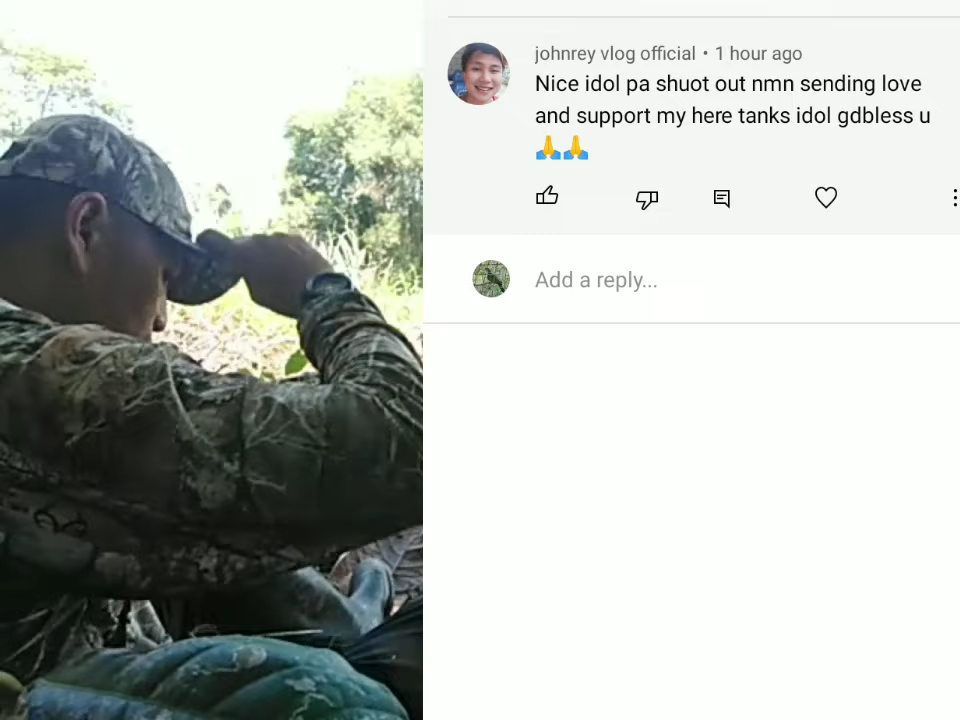 johnrey vlog official • 1 hour ago
Nice idol pa shuot out nmn sending love
and support my here tanks idol gdbless u
🙏🙏
Add a reply...